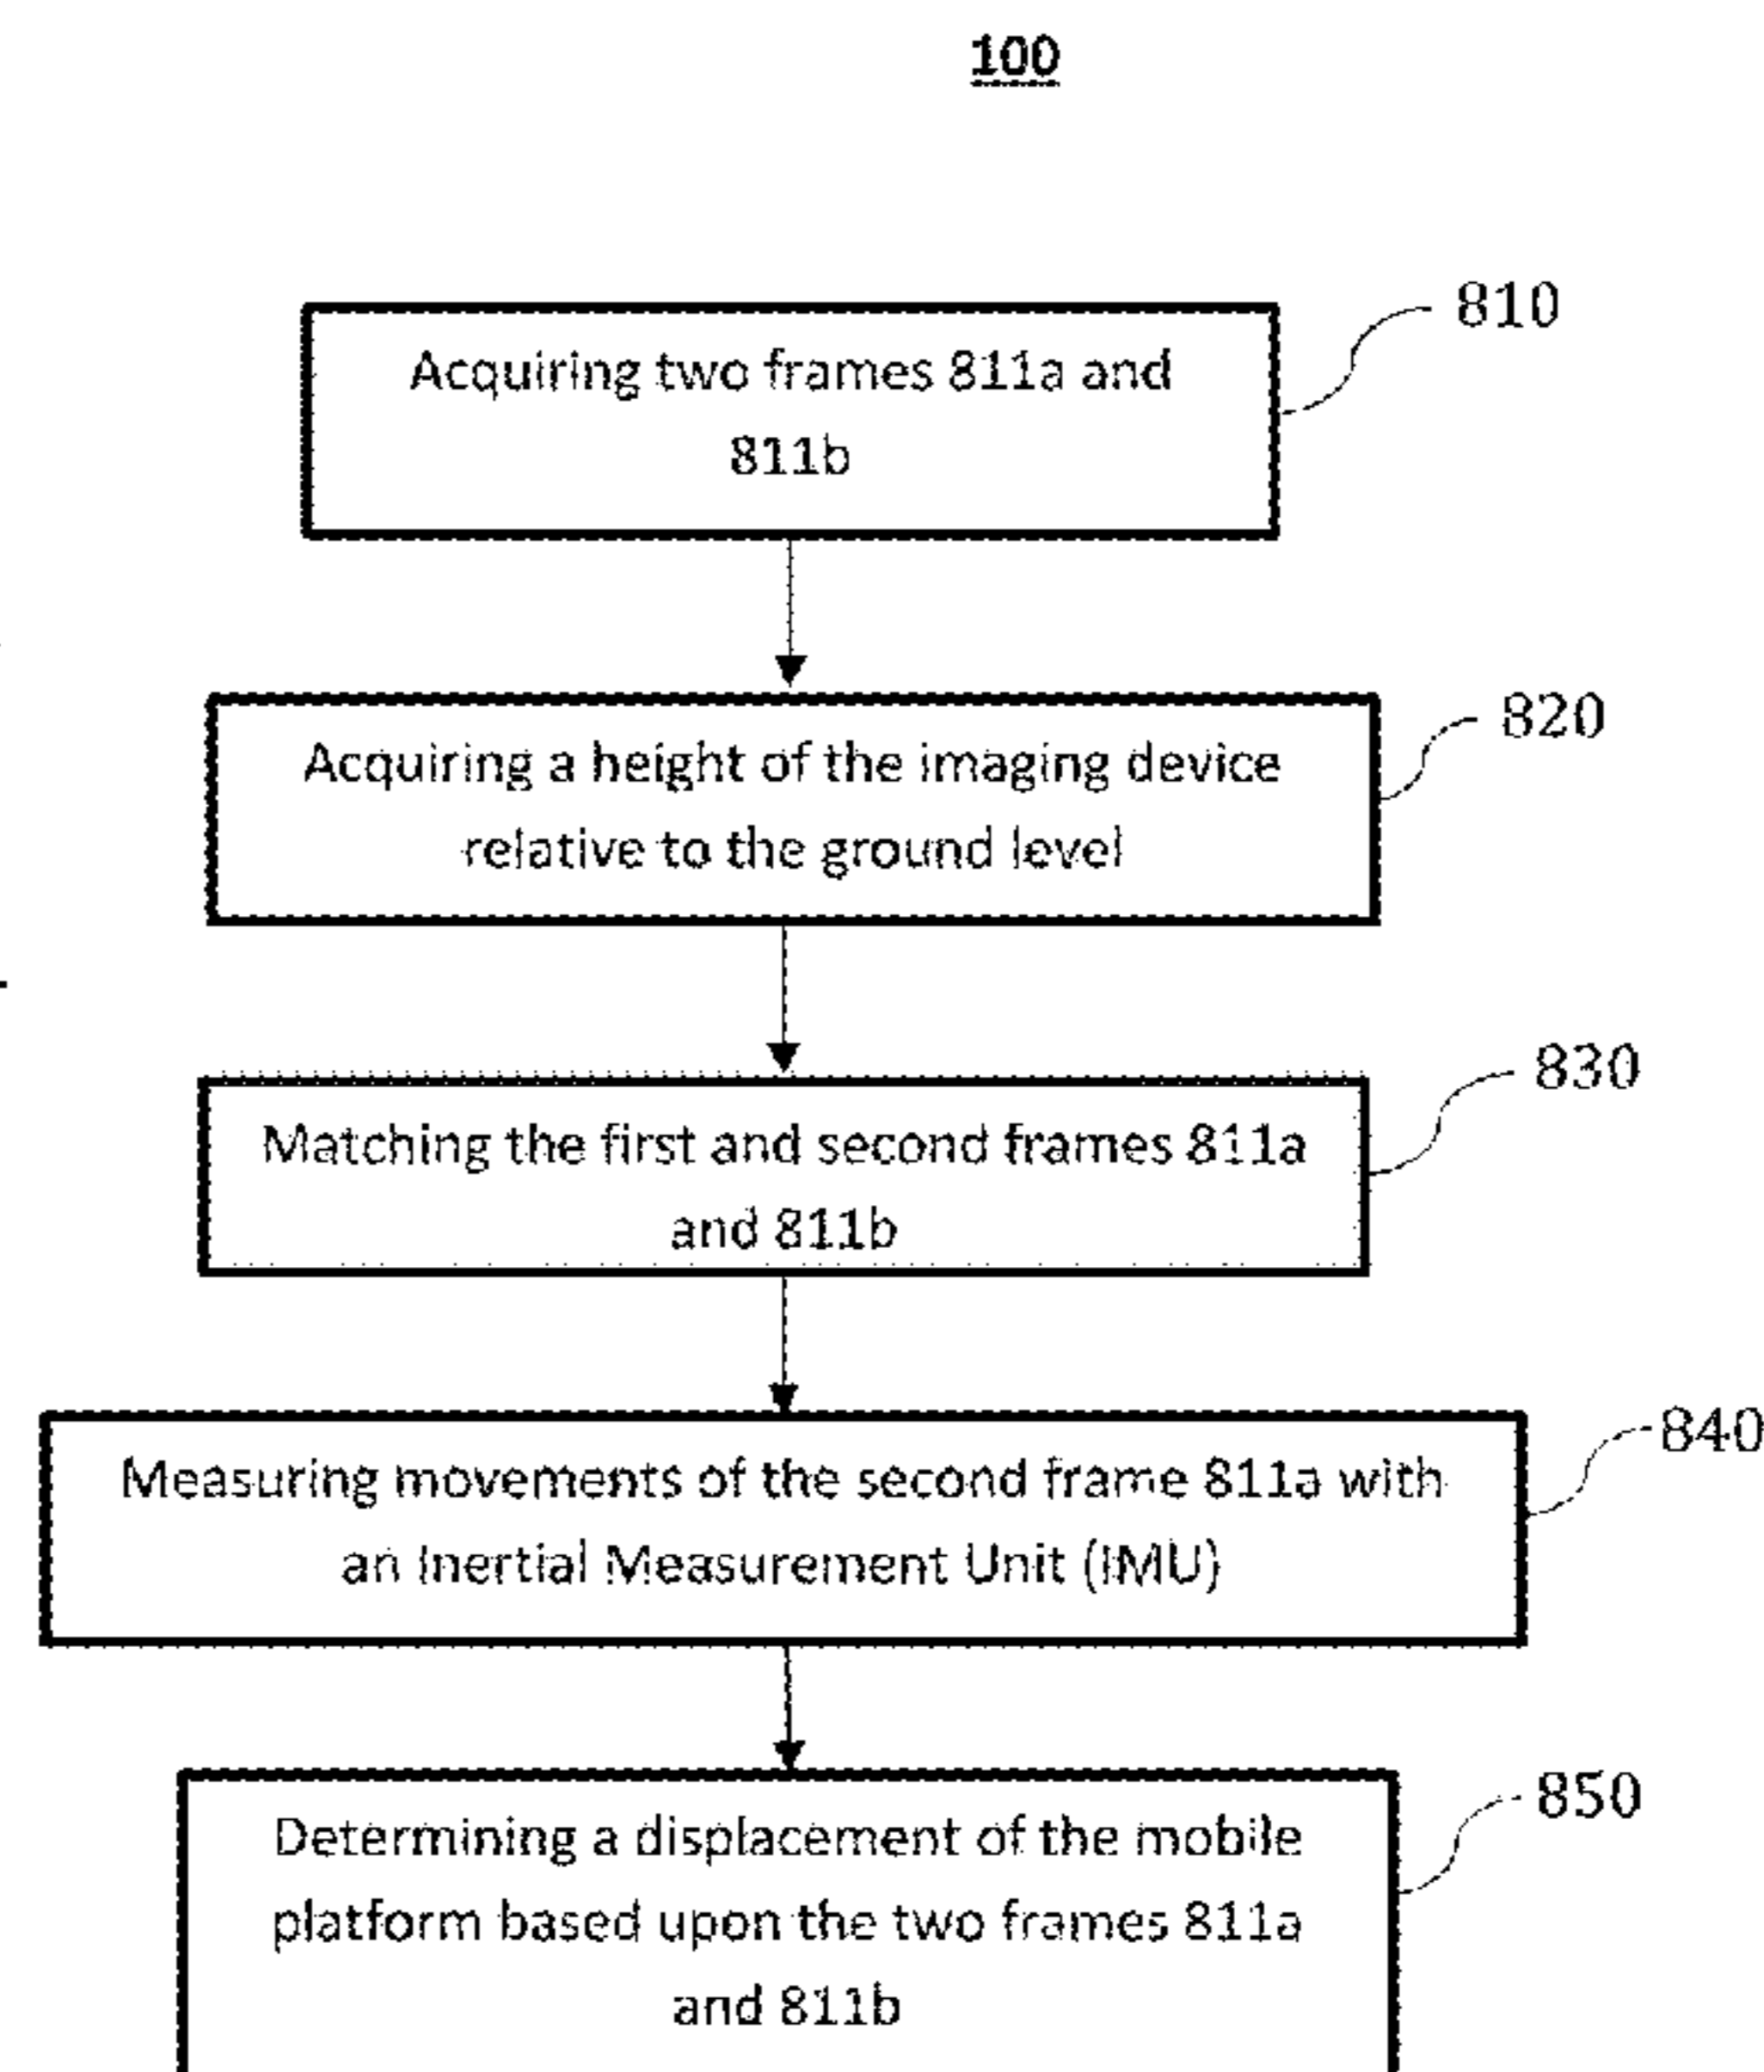 100
810
Acquiring two frames 811a and
811b
820
Acquiring a height of the imaging device
relative to the ground level
830
Matching the first and second frames 811a
and 811b
840
Measuring movements of the second frame 811a with
an Inertial Measurement Unit (IMU)
850
Determining a displacement of the mobile
platform based upon the two frames 811a
and 811b